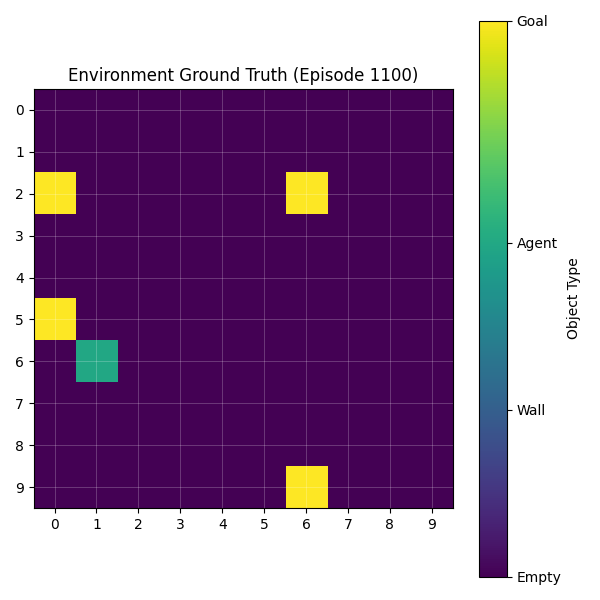 Environment Ground Truth (Episode 1100)
0
1
2
3
4
5
6
7
8
9
0 1 2 3 4 5 6 7 8 9
Goal
Agent
Wall
Empty
Object Type